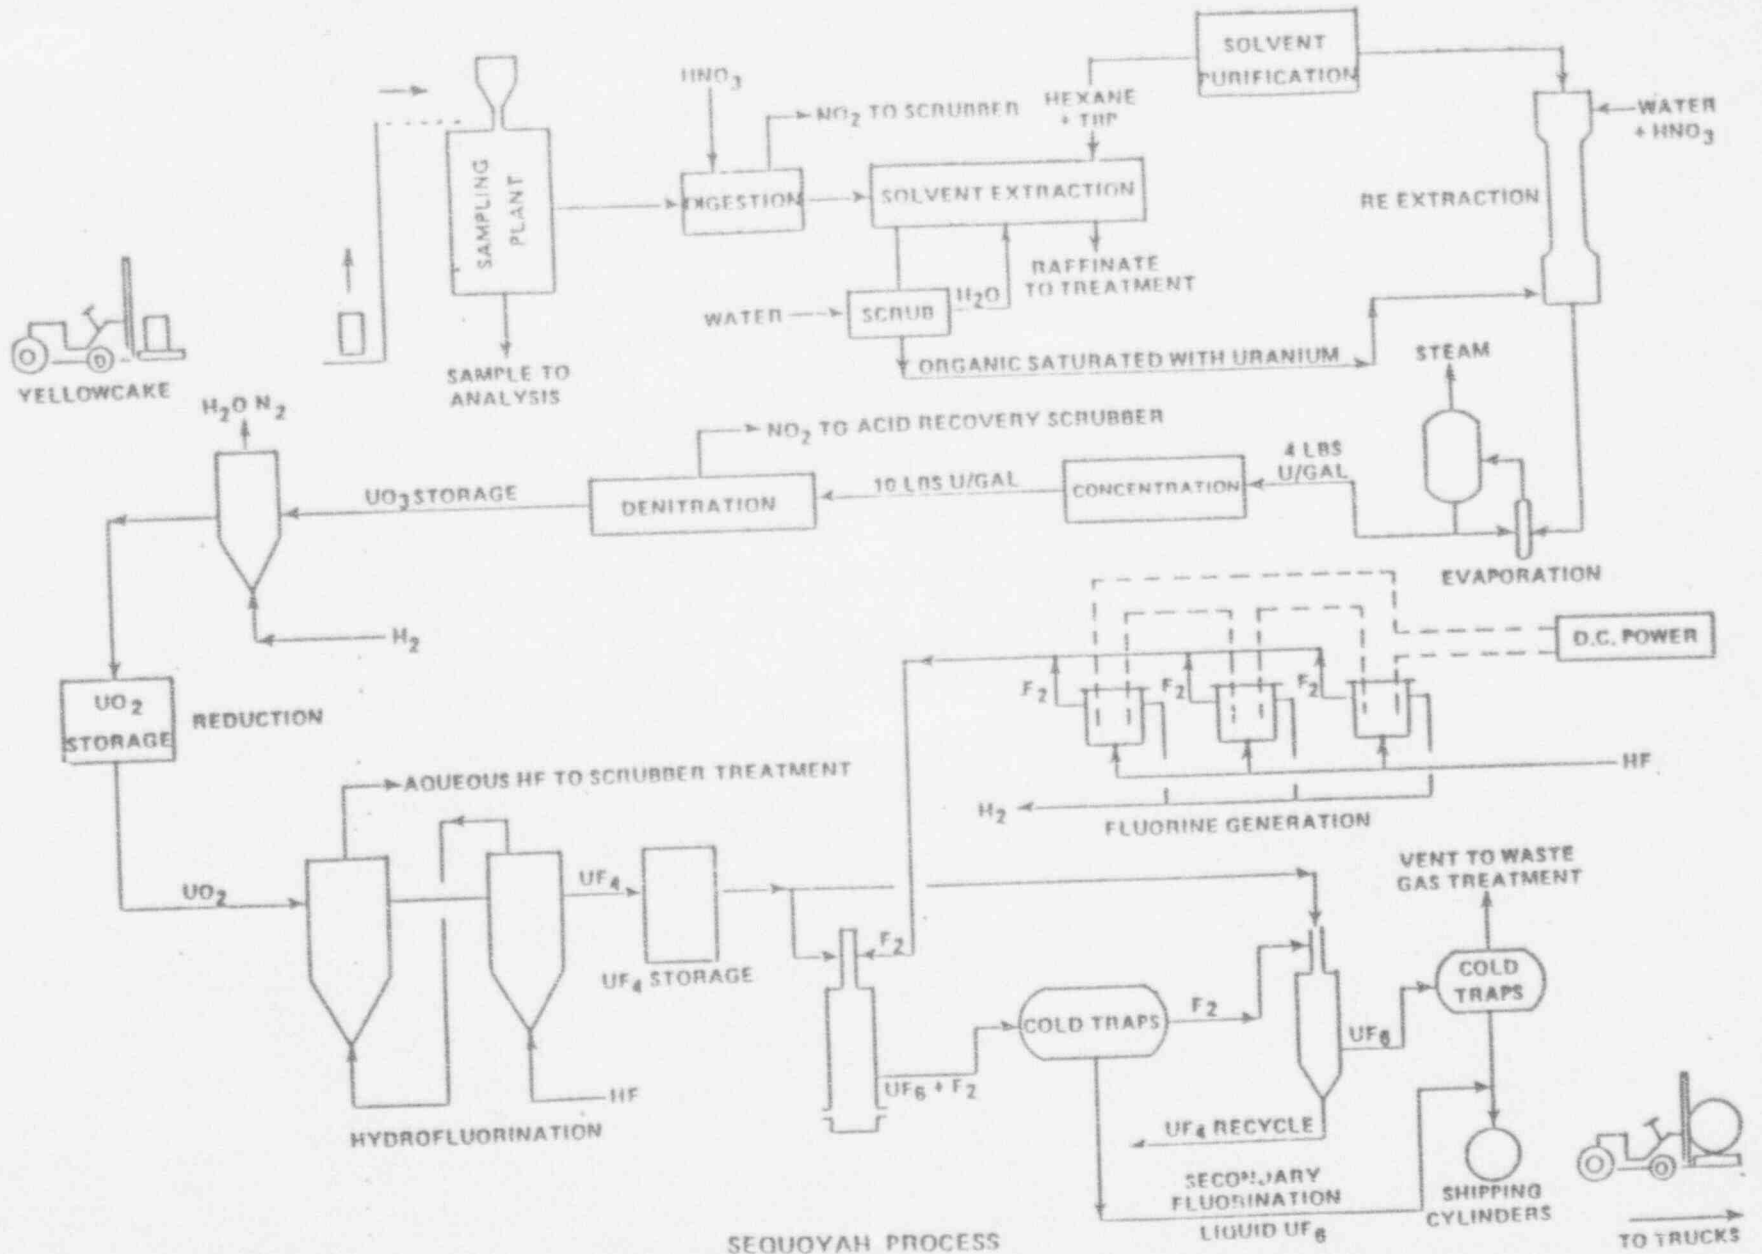 SOLVENT
PURIFICATION
HNO3
NO2 TO SCRUBBER
HEXANE
+ TBP
WATER
+ HNO3
SAMPLING
PLANT
DIGESTION
SOLVENT EXTRACTION
RE EXTRACTION
RAFFINATE
TO TREATMENT
WATER
SCRUB
H2O
ORGANIC SATURATED WITH URANIUM
STEAM
YELLOWCAKE
SAMPLE TO
ANALYSIS
H2O N2
NO2 TO ACID RECOVERY SCRUBBER
UO3 STORAGE
DENITRATION
10 LBS U/GAL
CONCENTRATION
4 LBS
U/GAL
EVAPORATION
H2
D.C. POWER
UO2
STORAGE
REDUCTION
F2
F2
F2
HF
H2
FLUORINE GENERATION
AQUEOUS HF TO SCRUBBER TREATMENT
UO2
UF4
UF4 STORAGE
F2
VENT TO WASTE
GAS TREATMENT
COLD
TRAPS
COLD TRAPS
F2
UF6
HF
HYDROFLUORINATION
UF6 + F2
UF4 RECYCLE
SECONDARY
FLUORINATION
LIQUID UF6
SHIPPING
CYLINDERS
TO TRUCKS
SEQUOYAH PROCESS